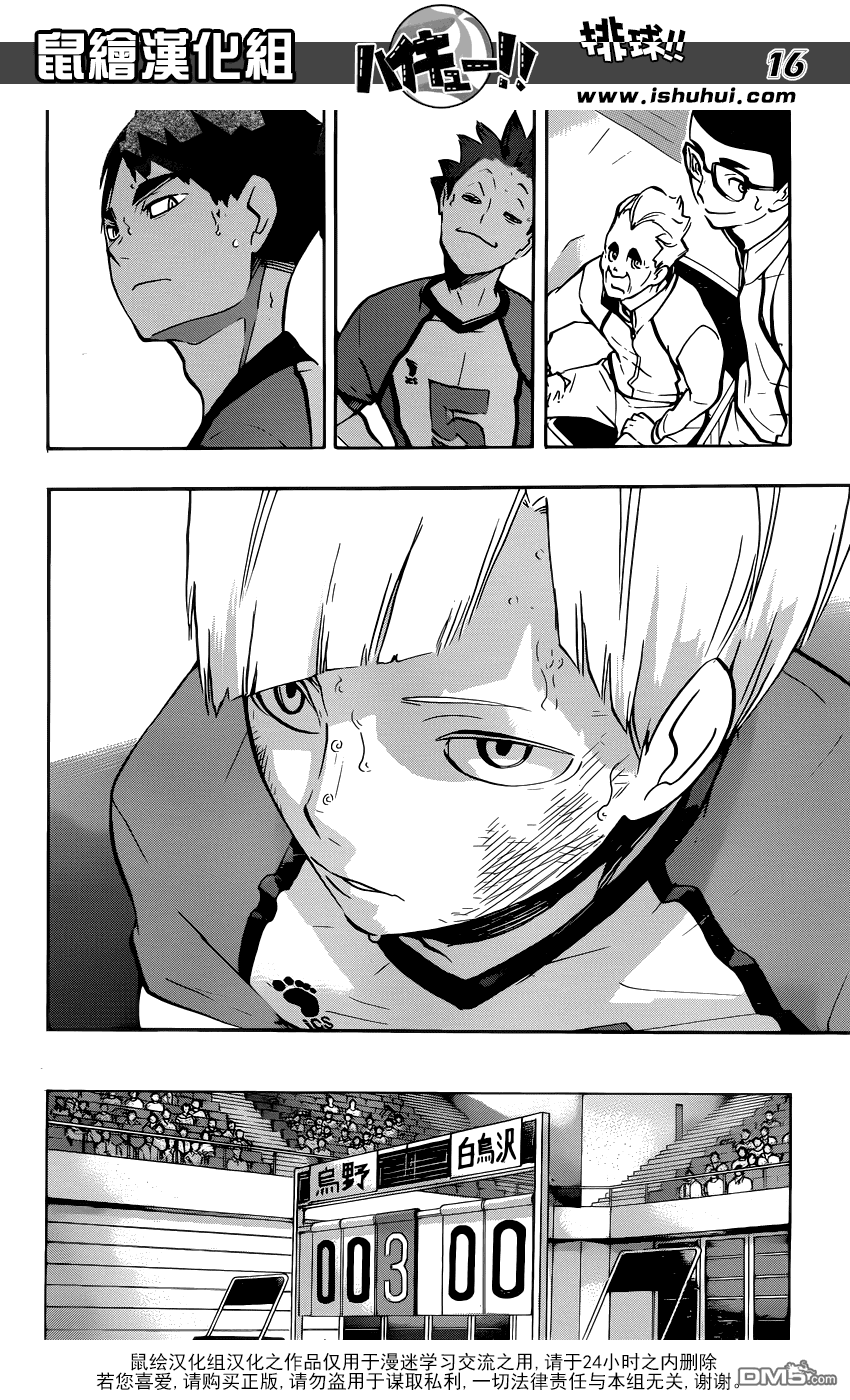 鼠繪漢化組
ハイキュー!!
排球!!
16
www.ishuhui.com
5
ICS
烏野
白鳥沢
00 3 00
鼠绘汉化组汉化之作品仅用于漫迷学习交流之用, 请于24小时之内删除
若您喜爱, 请购买正版, 请勿盗用于谋取私利, 一切法律责任与本组无关, 谢谢。
DM5.com